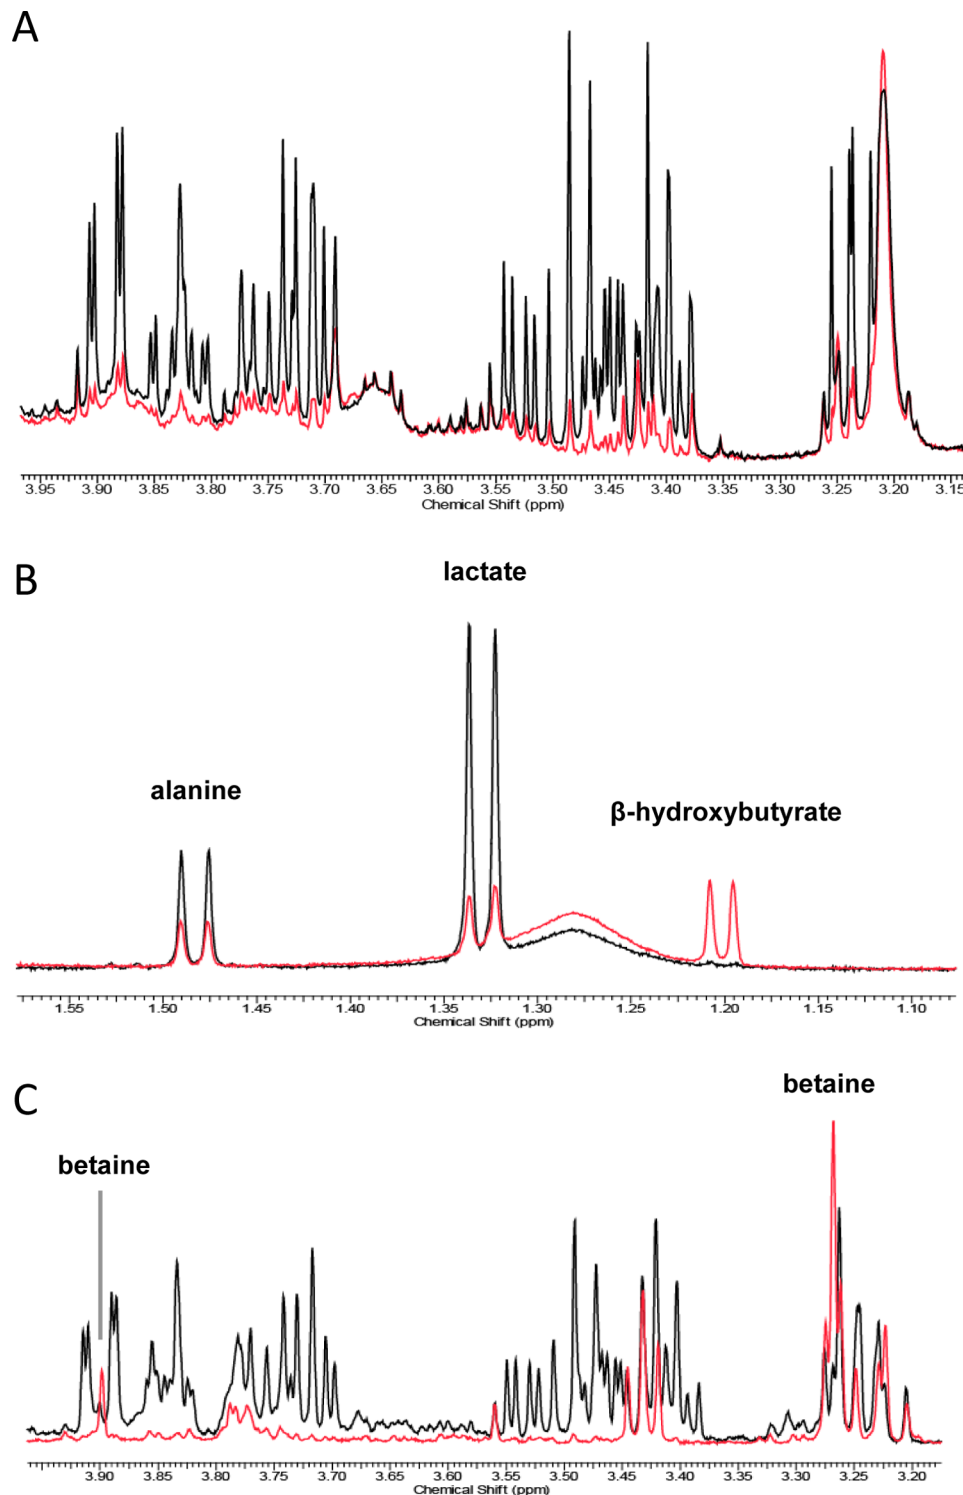 A
3.95 3.90 3.85 3.80 3.75 3.70 3.65 3.60 3.55 3.50 3.45 3.40 3.35 3.30 3.25 3.20 3.15
Chemical Shift (ppm)
B
lactate
alanine
β-hydroxybutyrate
1.55 1.50 1.45 1.40 1.35 1.30 1.25 1.20 1.15 1.10
Chemical Shift (ppm)
C
betaine
betaine
3.90 3.85 3.80 3.75 3.70 3.65 3.60 3.55 3.50 3.45 3.40 3.35 3.30 3.25 3.20
Chemical Shift (ppm)